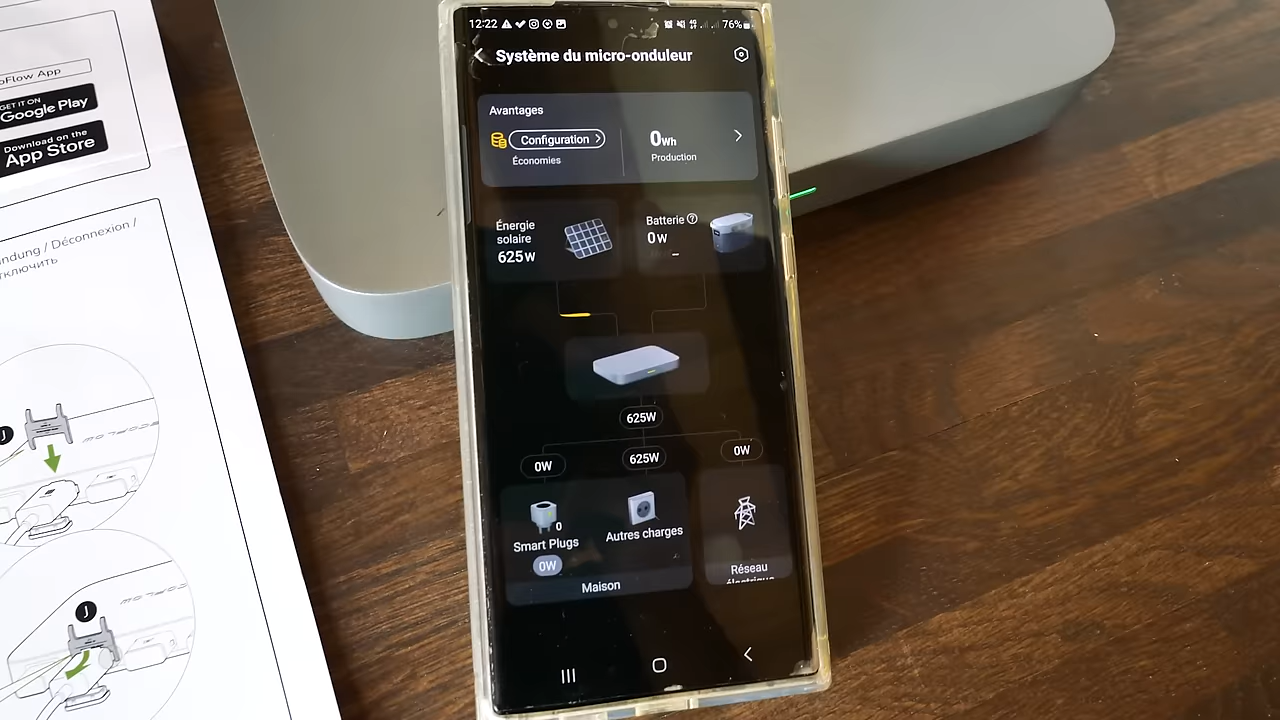 oFlow App
GET IT ON
Google Play
Download on the
App Store
ndung / Déconnexion /
тключить
J
J
12:22
76%
Système du micro-onduleur
Avantages
Configuration >
Économies
0Wh
Production
Énergie
solaire
625W
Batterie ?
0W
–
625W
0W
625W
0W
0
Smart Plugs
0W
Autres charges
Maison
Réseau
électrique